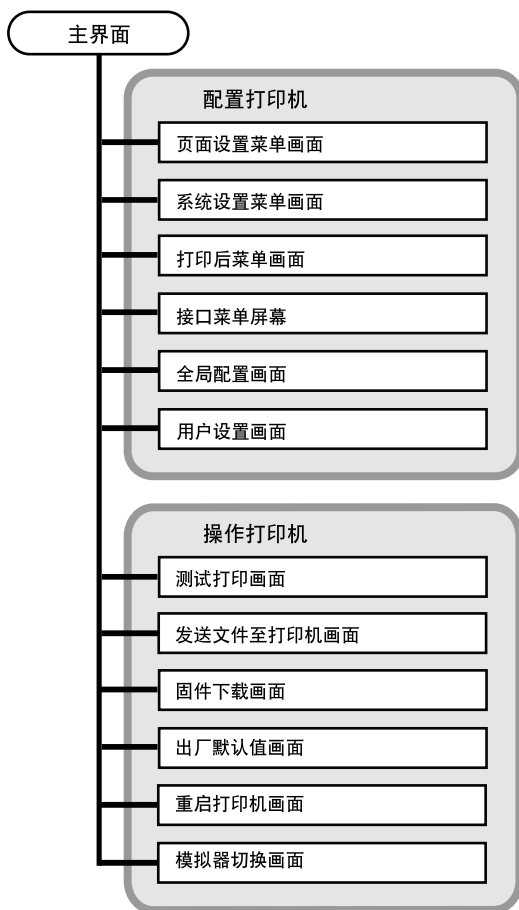 主界面
配置打印机
页面设置菜单画面
系统设置菜单画面
打印后菜单画面
接口菜单屏幕
全局配置画面
用户设置画面
操作打印机
测试打印画面
发送文件至打印机画面
固件下载画面
出厂默认值画面
重启打印机画面
模拟器切换画面